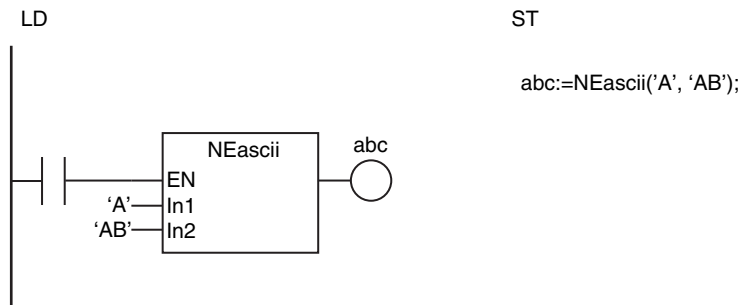 LD
ST
abc:=NEascii('A', ‘AB’);
NEascii
abc
EN
‘A’
In1
‘AB’
In2